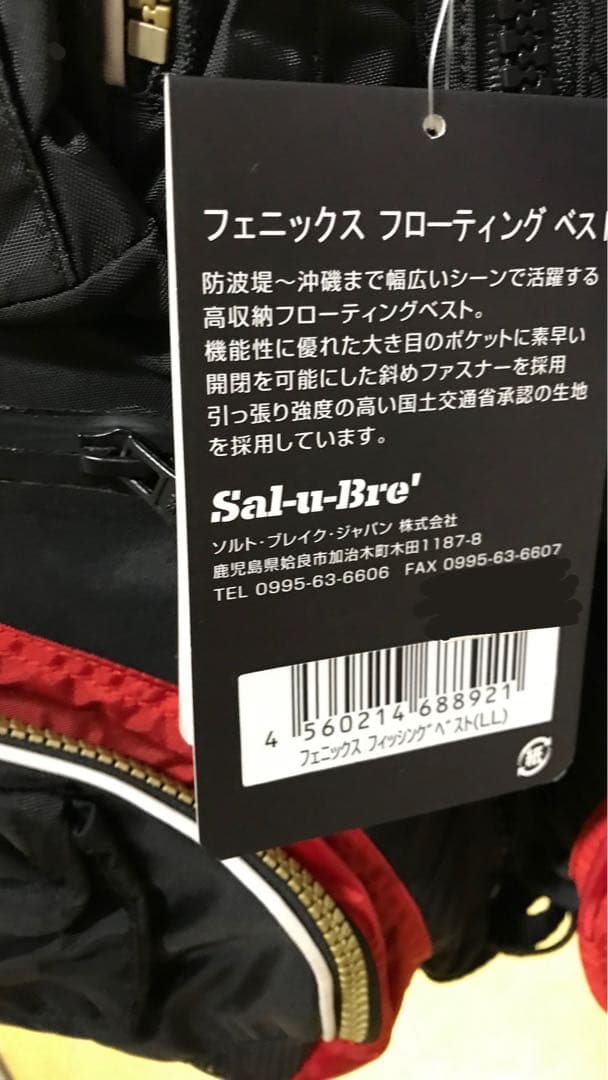 フェニックス フローティング ベスト
防波堤～沖磯まで幅広いシーンで活躍する
高収納フローティングベスト。
機能性に優れた大き目のポケットに素早い
開閉を可能にした斜めファスナーを採用
引っ張り強度の高い国土交通省承認の生地
を採用しています。
Sal-u-Bre'
ソルト・ブレイク・ジャパン 株式会社
鹿児島県姶良市加治木町木田1187-8
TEL 0995-63-6606 FAX 0995-63-6607
4 560214 688921
フェニックス フィッシングベスト(LL)
紙